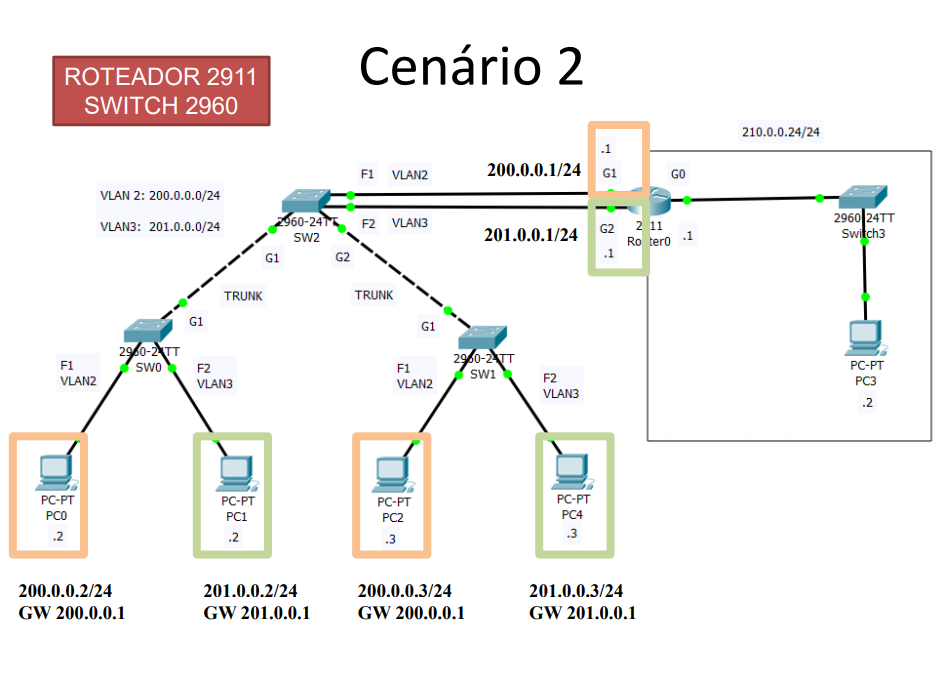 Cenário 2
ROTEADOR 2911
SWITCH 2960
210.0.0.24/24
.1
G1
200.0.0.1/24
F1
VLAN2
G0
VLAN 2: 200.0.0.0/24
VLAN3: 201.0.0.0/24
2960-24TT
SW2
F2
VLAN3
201.0.0.1/24
G2
.1
2911
Router0
.1
2960-24TT
Switch3
G1
G2
TRUNK
TRUNK
G1
G1
2960-24TT
SW0
2960-24TT
SW1
F1
VLAN2
F2
VLAN3
F1
VLAN2
F2
VLAN3
PC-PT
PC3
.2
PC-PT
PC0
.2
PC-PT
PC1
.2
PC-PT
PC2
.3
PC-PT
PC4
.3
200.0.0.2/24
GW 200.0.0.1
201.0.0.2/24
GW 201.0.0.1
200.0.0.3/24
GW 200.0.0.1
201.0.0.3/24
GW 201.0.0.1